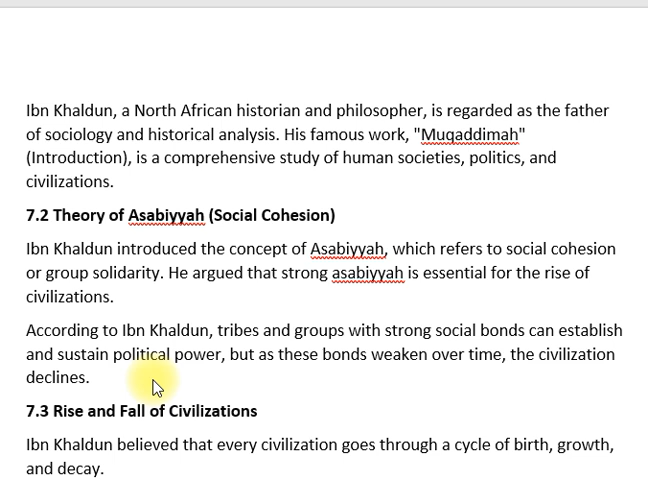 Ibn Khaldun, a North African historian and philosopher, is regarded as the father
of sociology and historical analysis. His famous work, "Muqaddimah"
(Introduction), is a comprehensive study of human societies, politics, and
civilizations.
7.2 Theory of Asabiyyah (Social Cohesion)
Ibn Khaldun introduced the concept of Asabiyyah, which refers to social cohesion
or group solidarity. He argued that strong asabiyyah is essential for the rise of
civilizations.
According to Ibn Khaldun, tribes and groups with strong social bonds can establish
and sustain political power, but as these bonds weaken over time, the civilization
declines.
7.3 Rise and Fall of Civilizations
Ibn Khaldun believed that every civilization goes through a cycle of birth, growth,
and decay.